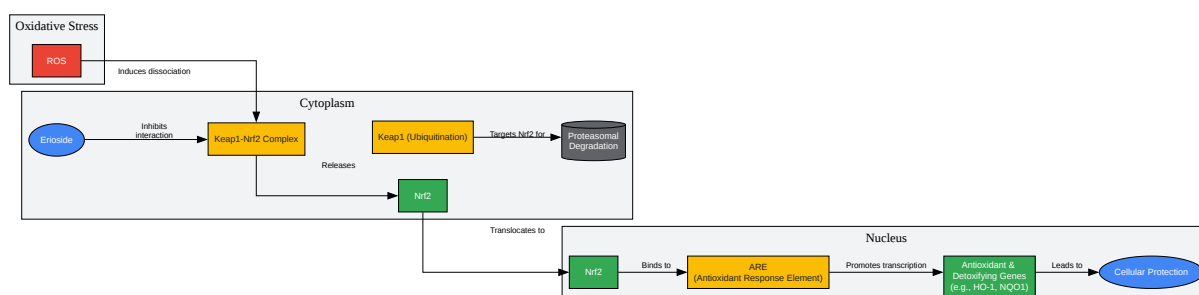 Oxidative Stress
ROS
Induces dissociation
Cytoplasm
Erioside
Inhibits
interaction
Keap1-Nrf2 Complex
Keap1 (Ubiquitination)
Targets Nrf2 for
Proteasomal
Degradation
Releases
Nrf2
Translocates to
Nucleus
Nrf2
Binds to
ARE
(Antioxidant Response Element)
Promotes transcription
Antioxidant &
Detoxifying Genes
(e.g., HO-1, NQO1)
Leads to
Cellular Protection